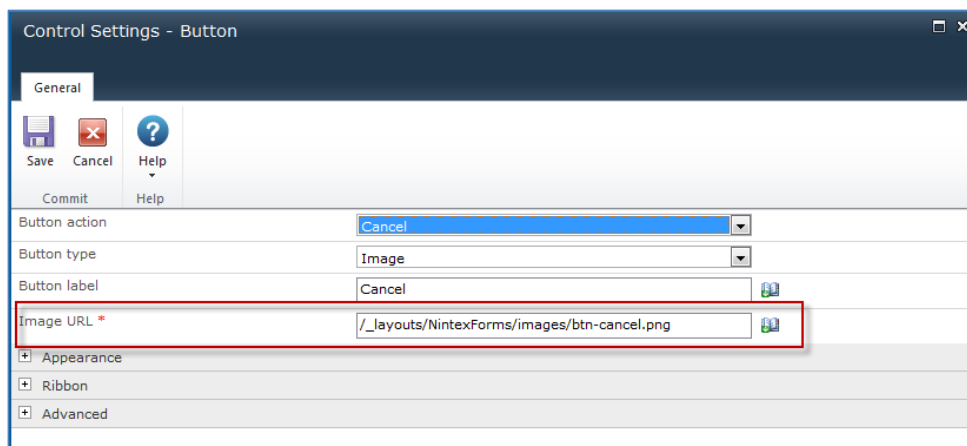 Control Settings - Button
General
Save Cancel Help
Commit Help
Button action Cancel
Button type Image
Button label Cancel
Image URL * /_layouts/NintexForms/images/btn-cancel.png
Appearance
Ribbon
Advanced